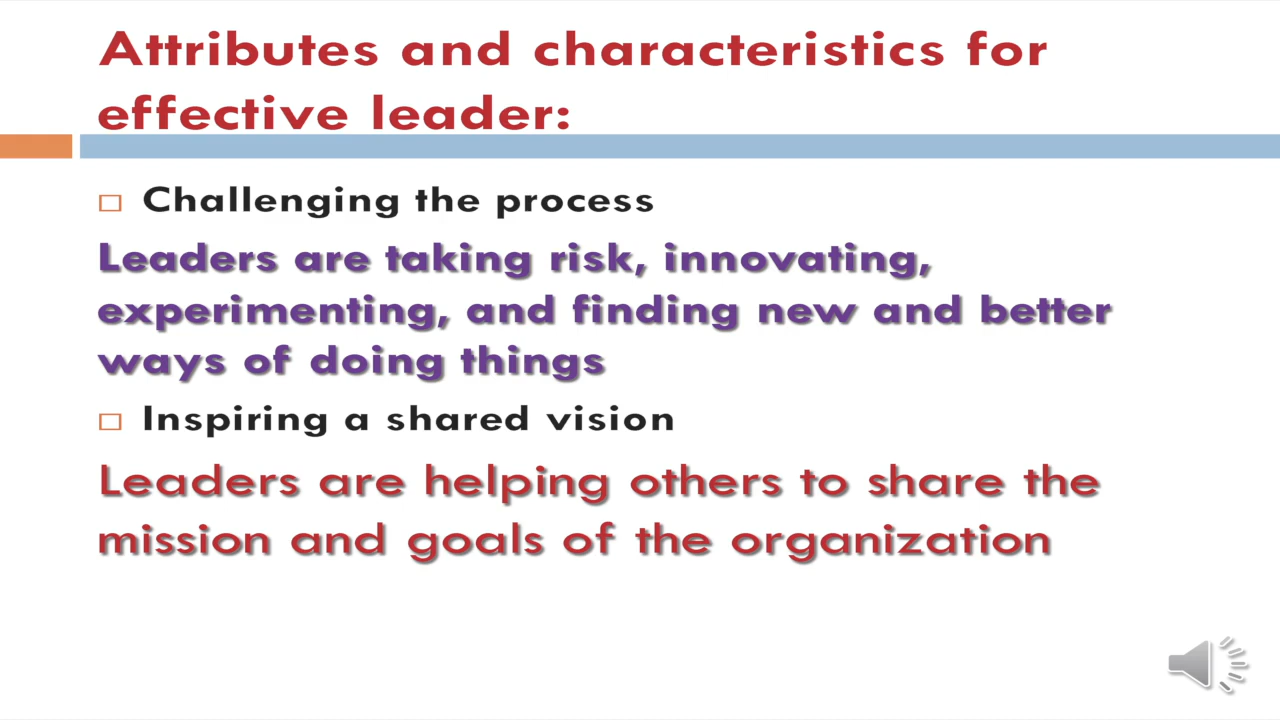 Attributes and characteristics for
effective leader:
Challenging the process
Leaders are taking risk, innovating,
experimenting, and finding new and better
ways of doing things
Inspiring a shared vision
Leaders are helping others to share the
mission and goals of the organization